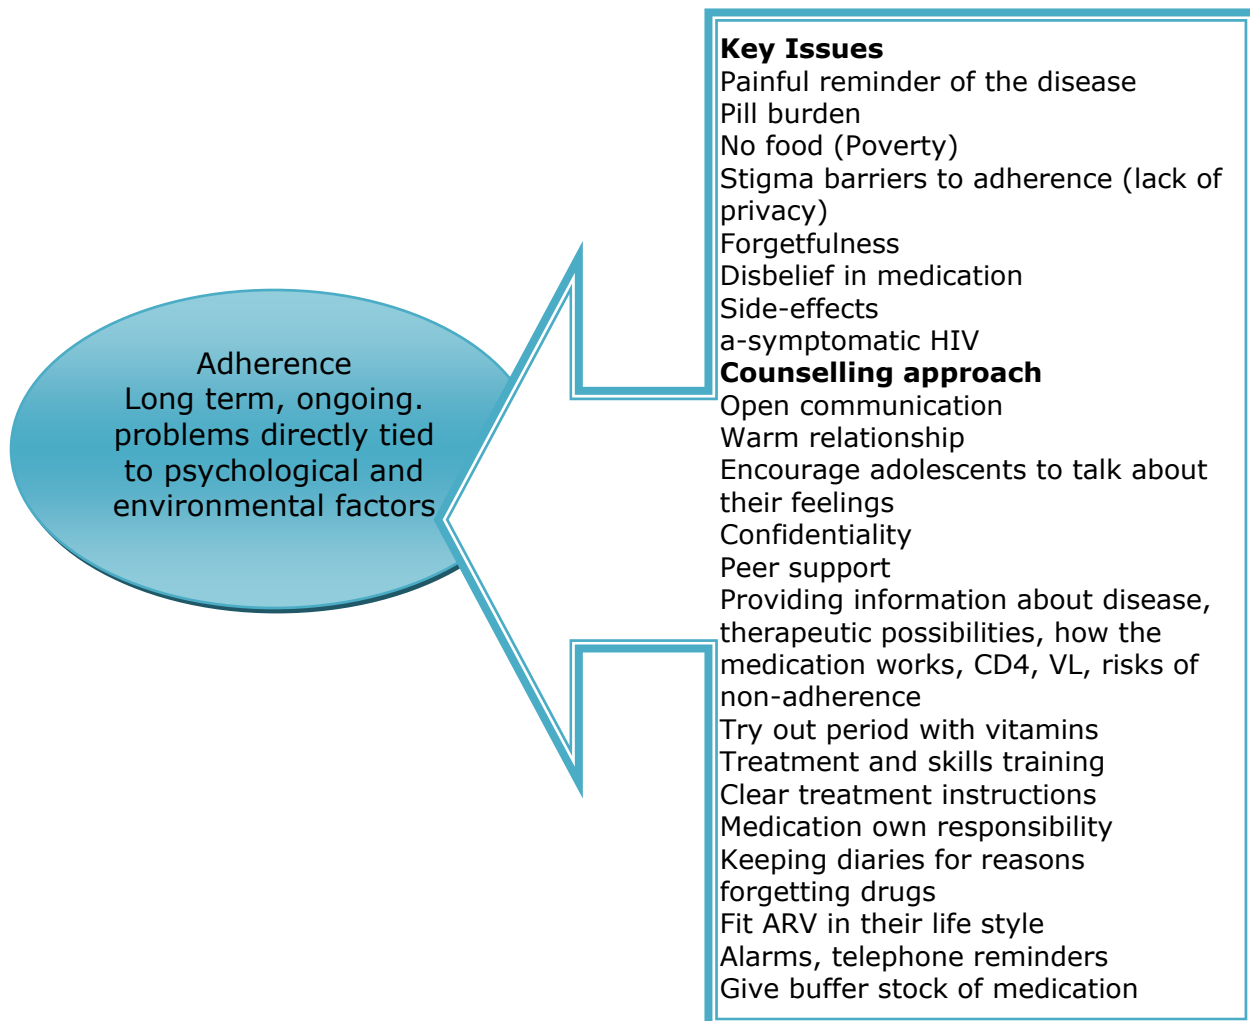 Adherence
Long term, ongoing.
problems directly tied
to psychological and
environmental factors
Key Issues
Painful reminder of the disease
Pill burden
No food (Poverty)
Stigma barriers to adherence (lack of
privacy)
Forgetfulness
Disbelief in medication
Side-effects
a-symptomatic HIV
Counselling approach
Open communication
Warm relationship
Encourage adolescents to talk about
their feelings
Confidentiality
Peer support
Providing information about disease,
therapeutic possibilities, how the
medication works, CD4, VL, risks of
non-adherence
Try out period with vitamins
Treatment and skills training
Clear treatment instructions
Medication own responsibility
Keeping diaries for reasons
forgetting drugs
Fit ARV in their life style
Alarms, telephone reminders
Give buffer stock of medication